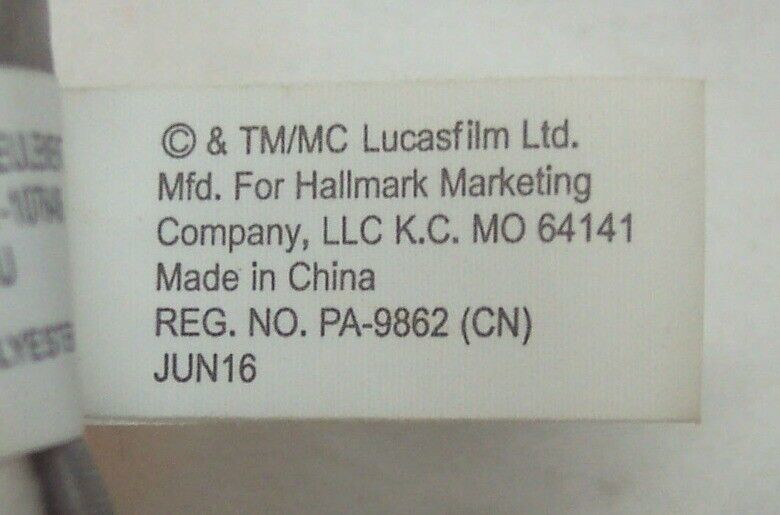 © & TM/MC Lucasfilm Ltd.
Mfd. For Hallmark Marketing
Company, LLC K.C. MO 64141
Made in China
REG. NO. PA-9862 (CN)
JUN16